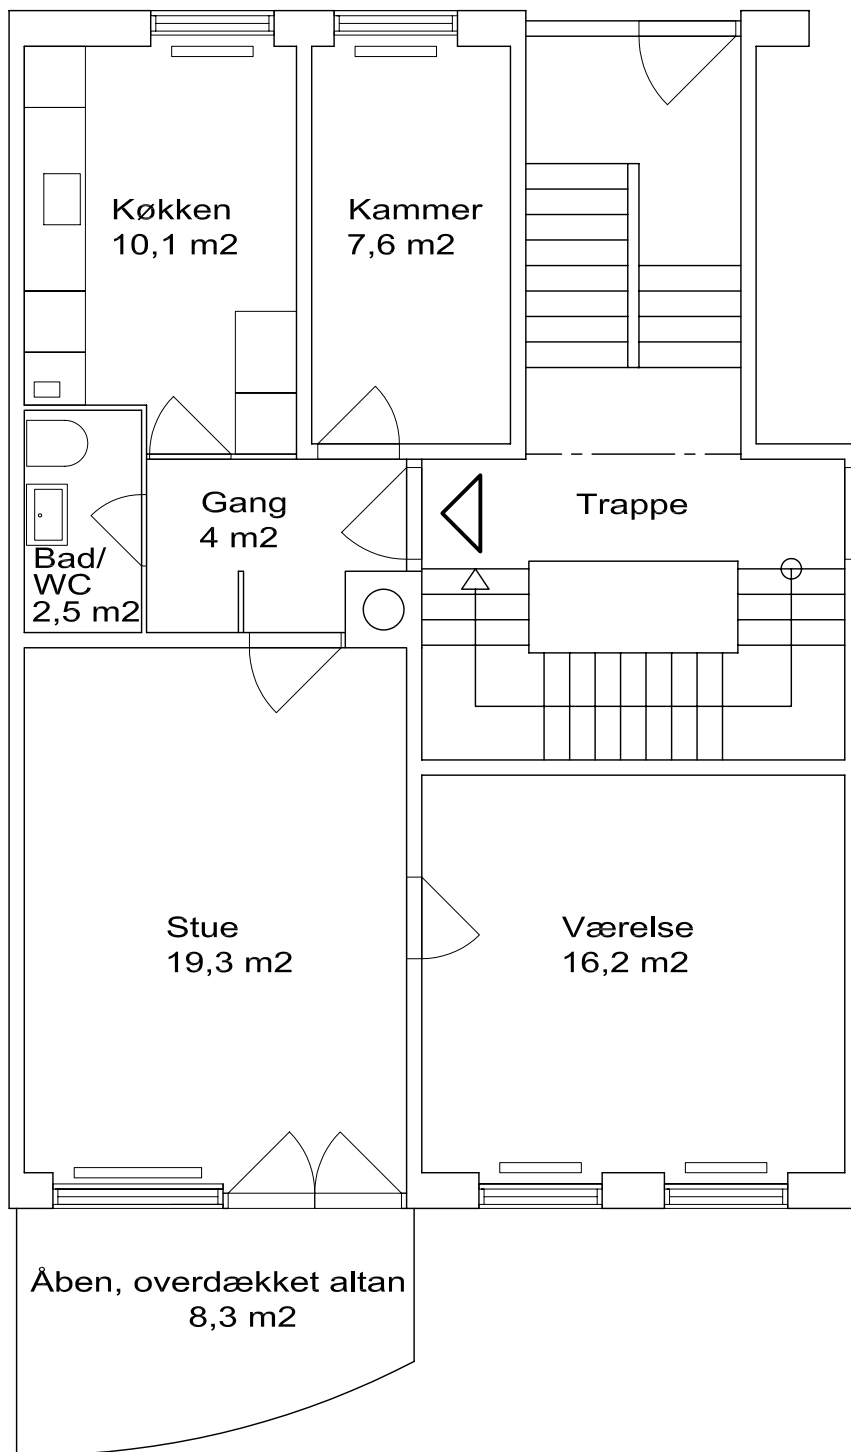 Køkken
10,1 m2
Kammer
7,6 m2
Gang
4 m2
Trappe
Bad/
WC
2,5 m2
Stue
19,3 m2
Værelse
16,2 m2
Åben, overdækket altan
8,3 m2